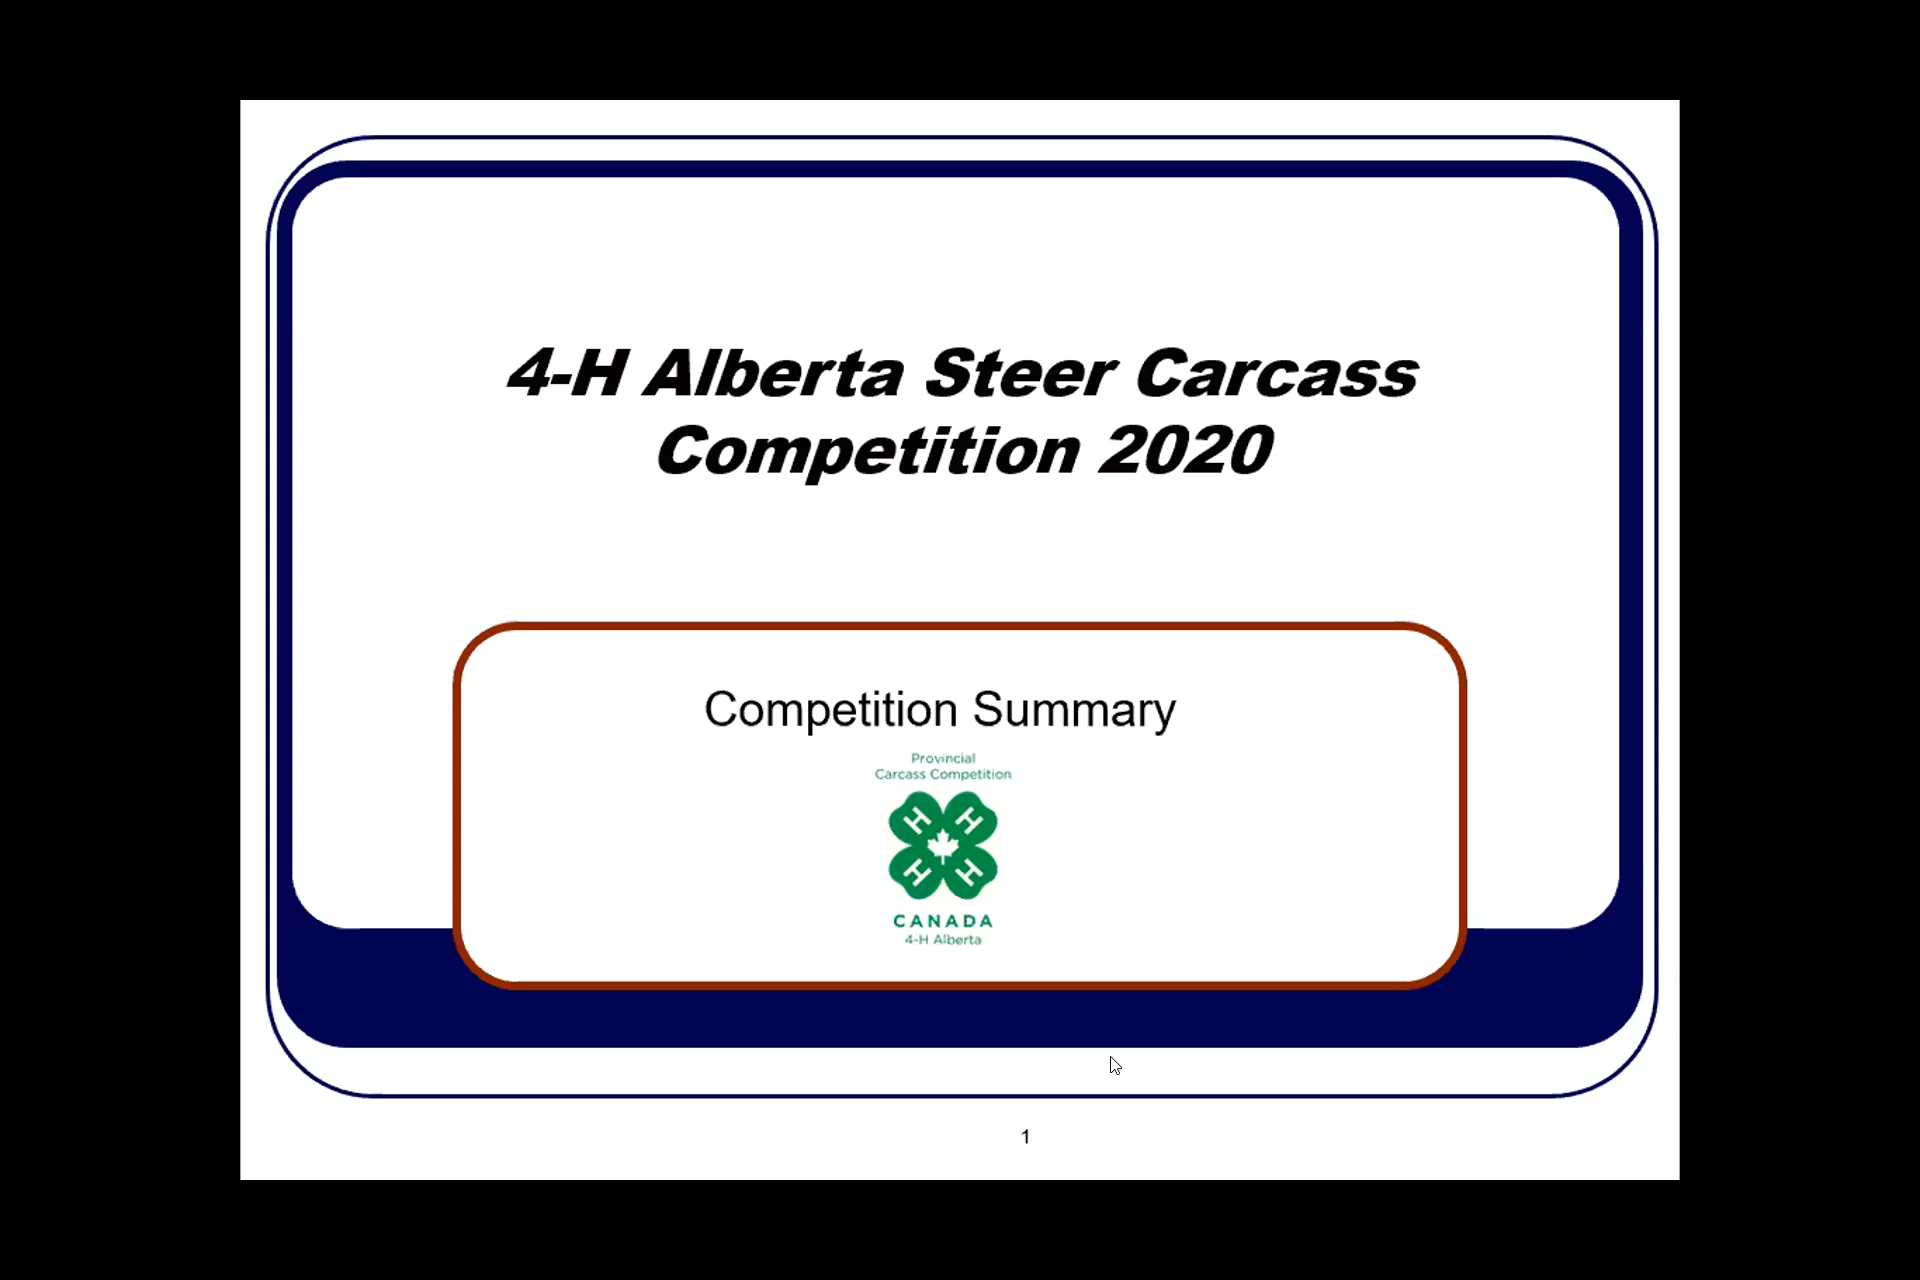 4-H Alberta Steer Carcass
Competition 2020
Competition Summary
Provincial
Carcass Competition
H H
H H
CANADA
4-H Alberta
1